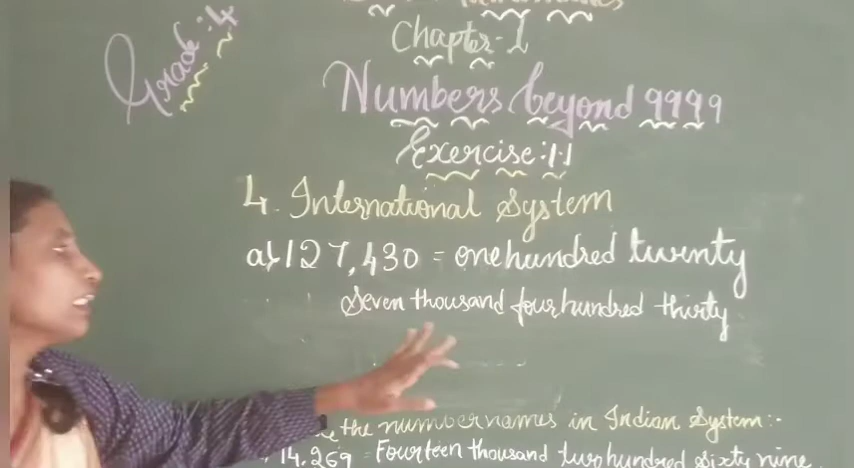 Grade: 4
Chapter-1
Numbers beyond 9999
Exercise:1.1
4. International System
a) 127,430 = one hundred twenty
Seven thousand four hundred thirty
the number names in Indian System:-
14,269 = Fourteen thousand two hundred sixty nine